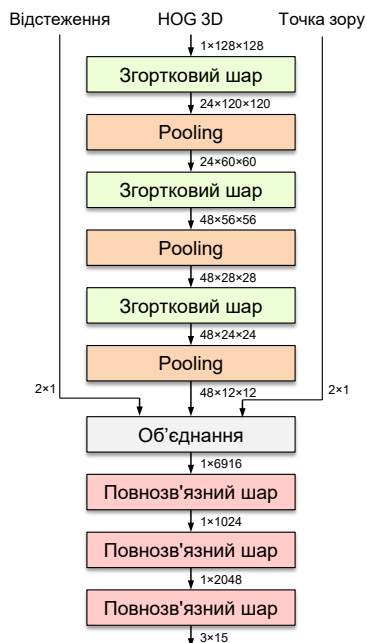 Відстеження HOG 3D Точка зору
1×128×128
Згортковий шар
24×120×120
Pooling
24×60×60
Згортковий шар
48×56×56
Pooling
48×28×28
Згортковий шар
48×24×24
Pooling
2×1 48×12×12 2×1
Об’єднання
1×6916
Повнозв'язний шар
1×1024
Повнозв'язний шар
1×2048
Повнозв'язний шар
3×15